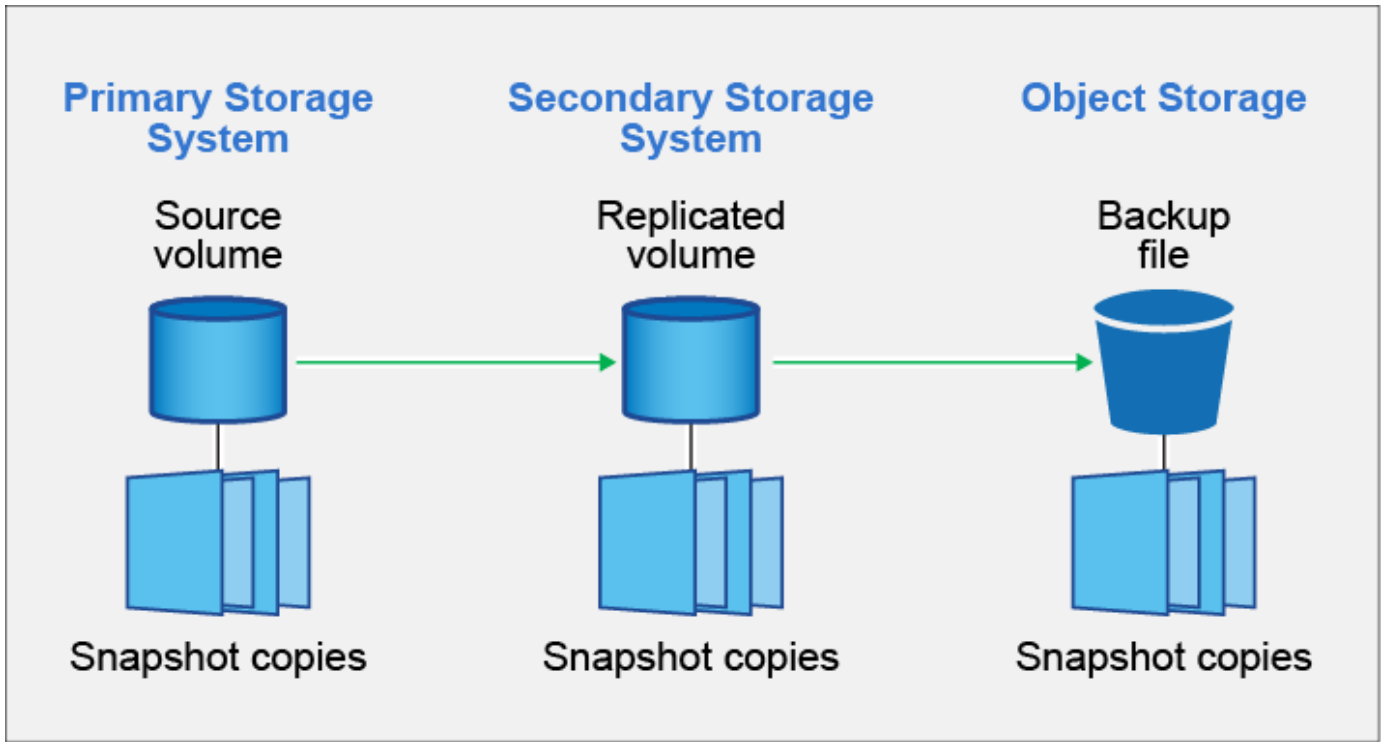 Primary Storage
System
Secondary Storage
System
Object Storage
Source
volume
Replicated
volume
Backup
file
Snapshot copies
Snapshot copies
Snapshot copies